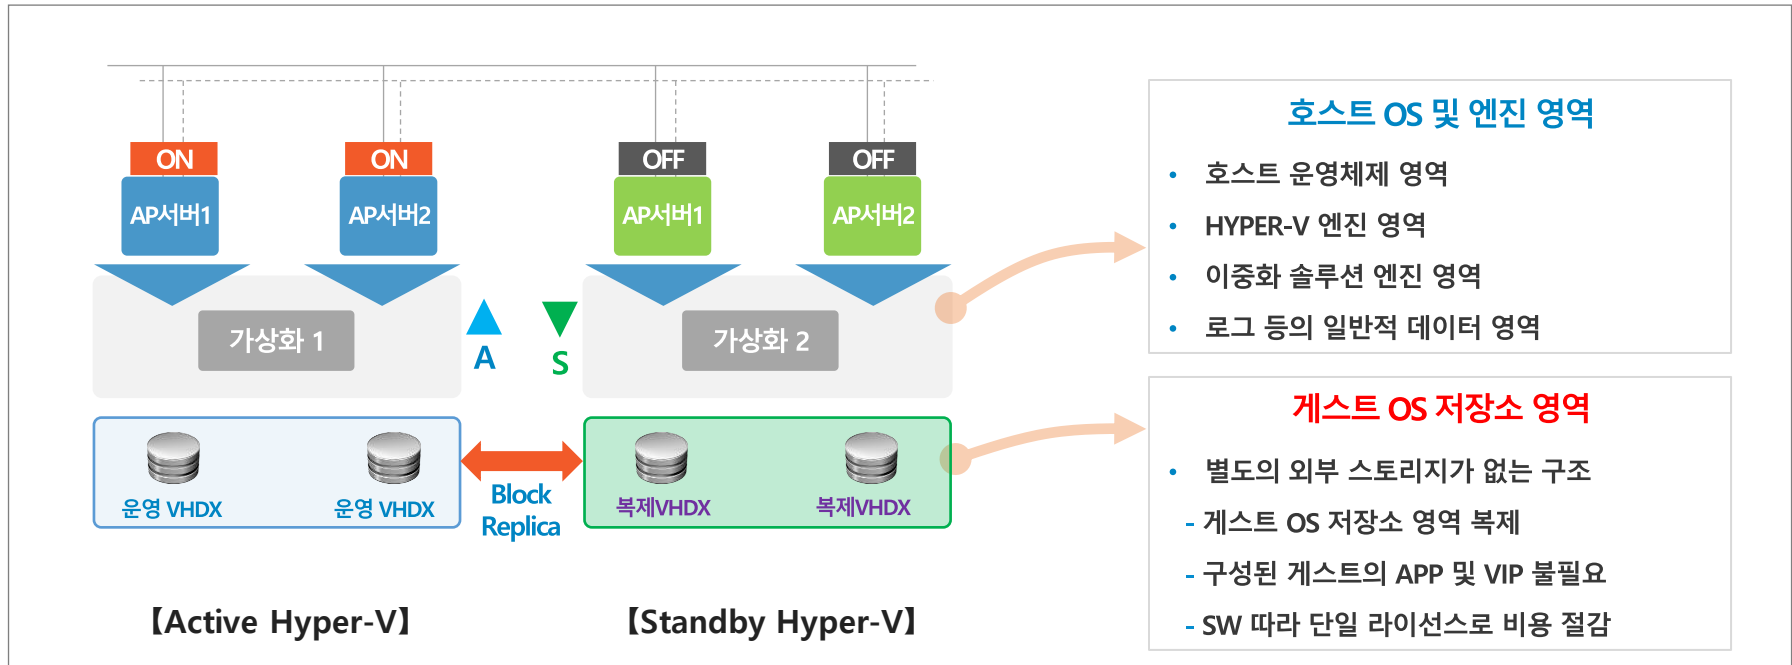 ON
ON
OFF
OFF
AP서버1
AP서버2
AP서버1
AP서버2
가상화 1
A
S
가상화 2
운영 VHDX
운영 VHDX
Block
Replica
복제VHDX
복제VHDX
【Active Hyper-V】
【Standby Hyper-V】
호스트 OS 및 엔진 영역
• 호스트 운영체제 영역
• HYPER-V 엔진 영역
• 이중화 솔루션 엔진 영역
• 로그 등의 일반적 데이터 영역
게스트 OS 저장소 영역
• 별도의 외부 스토리지가 없는 구조
- 게스트 OS 저장소 영역 복제
- 구성된 게스트의 APP 및 VIP 불필요
- SW 따라 단일 라이선스로 비용 절감